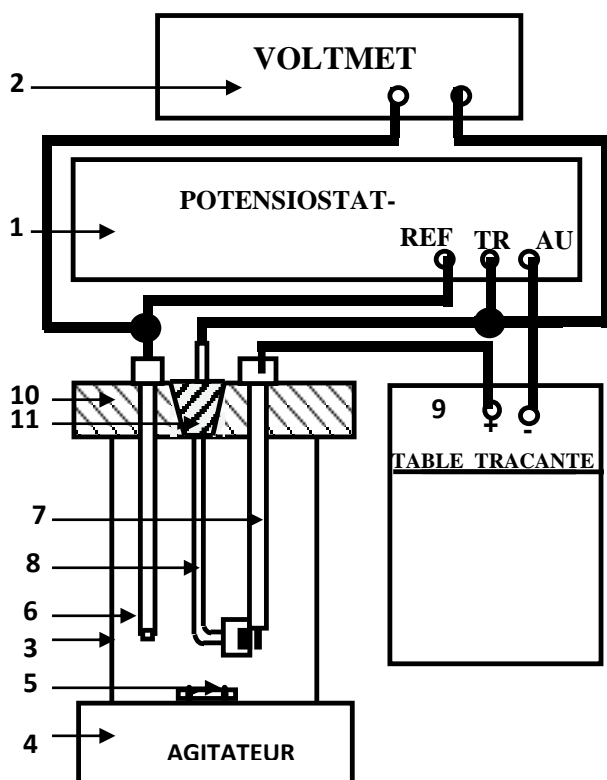 VOLTMET
2
POTENSIOSTAT-
1
REF TR AU
10
11
9
+ -
TABLE TRACANTE
7
8
6
3
5
4
AGITATEUR